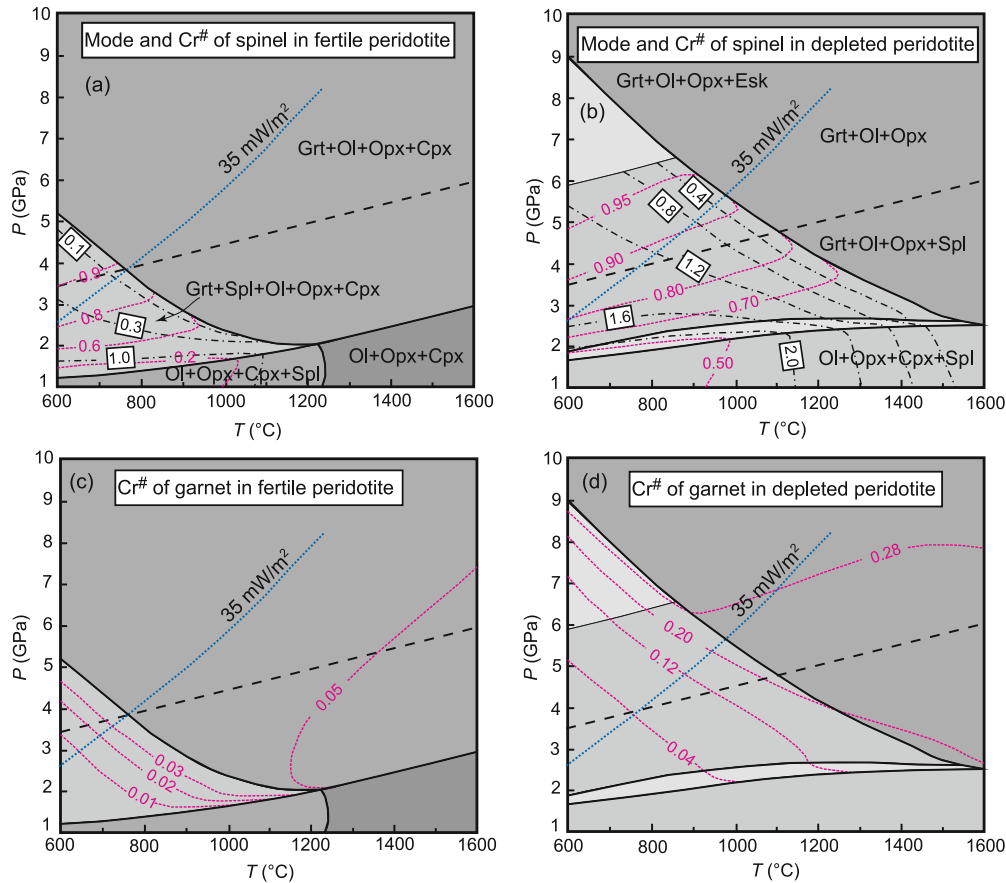 Mode and Cr# of spinel in fertile peridotite
(a)
35 mW/m²
Grt+Ol+Opx+Cpx
0.1
0.9
Grt+Spl+Ol+Opx+Cpx
0.8
0.3
0.6
1.0
0.2
Ol+Opx+Cpx+Spl
Ol+Opx+Cpx
10
9
8
7
6
5
4
3
2
1
P (GPa)
600 800 1000 1200 1400 1600
T (°C)
Mode and Cr# of spinel in depleted peridotite
Grt+Ol+Opx+Esk
(b)
35 mW/m²
Grt+Ol+Opx
0.95
0.4
0.8
0.90
1.2
Grt+Ol+Opx+Spl
0.80
0.70
1.6
2.0
Ol+Opx+Cpx+Spl
0.50
10
9
8
7
6
5
4
3
2
1
P (GPa)
600 800 1000 1200 1400 1600
T (°C)
(c)
Cr# of garnet in fertile peridotite
35 mW/m²
0.05
0.03
0.02
0.01
10
9
8
7
6
5
4
3
2
1
P (GPa)
600 800 1000 1200 1400 1600
T (°C)
(d)
Cr# of garnet in depleted peridotite
35 mW/m²
0.28
0.20
0.12
0.04
10
9
8
7
6
5
4
3
2
1
P (GPa)
600 800 1000 1200 1400 1600
T (°C)